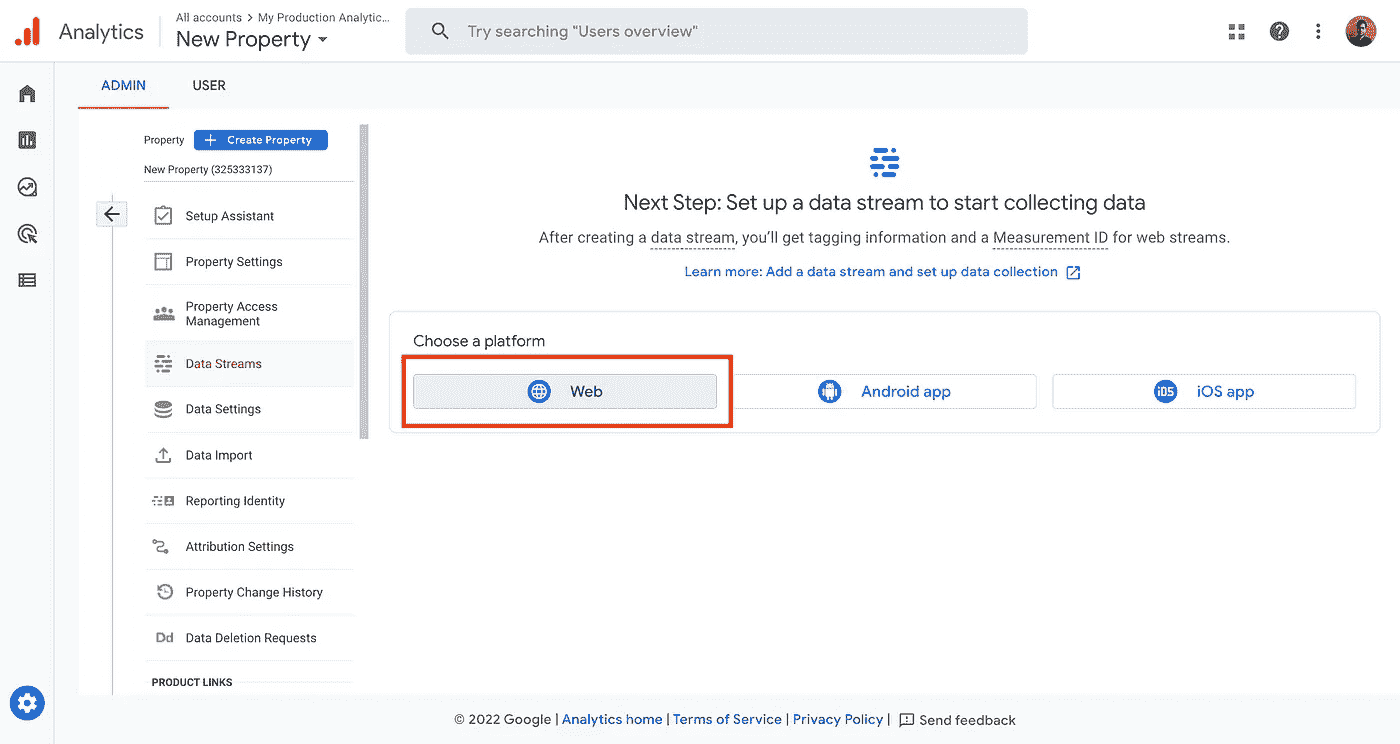 Analytics
All accounts > My Production Analytic...
New Property
Try searching "Users overview"
ADMIN
USER
Property
Create Property
New Property (325333137)
Setup Assistant
Property Settings
Property Access
Management
Data Streams
Data Settings
Data Import
Reporting Identity
Attribution Settings
Property Change History
Dd Data Deletion Requests
PRODUCT LINKS
Next Step: Set up a data stream to start collecting data
After creating a data stream, you'll get tagging information and a Measurement ID for web streams.
Learn more: Add a data stream and set up data collection
Choose a platform
Web
Android app
iOS iOS app
© 2022 Google | Analytics home | Terms of Service | Privacy Policy | Send feedback